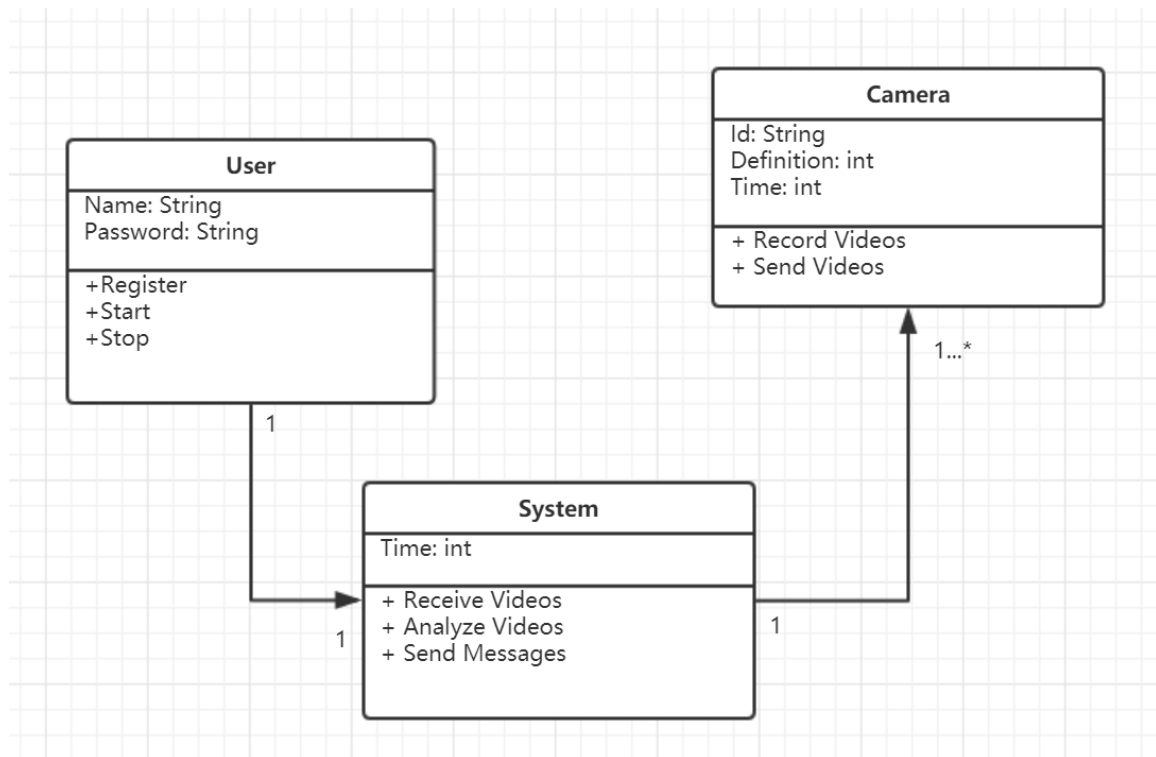 User
Name: String
Password: String
+Register
+Start
+Stop
1
Camera
Id: String
Definition: int
Time: int
+ Record Videos
+ Send Videos
1...*
System
Time: int
+ Receive Videos
+ Analyze Videos
+ Send Messages
1
1